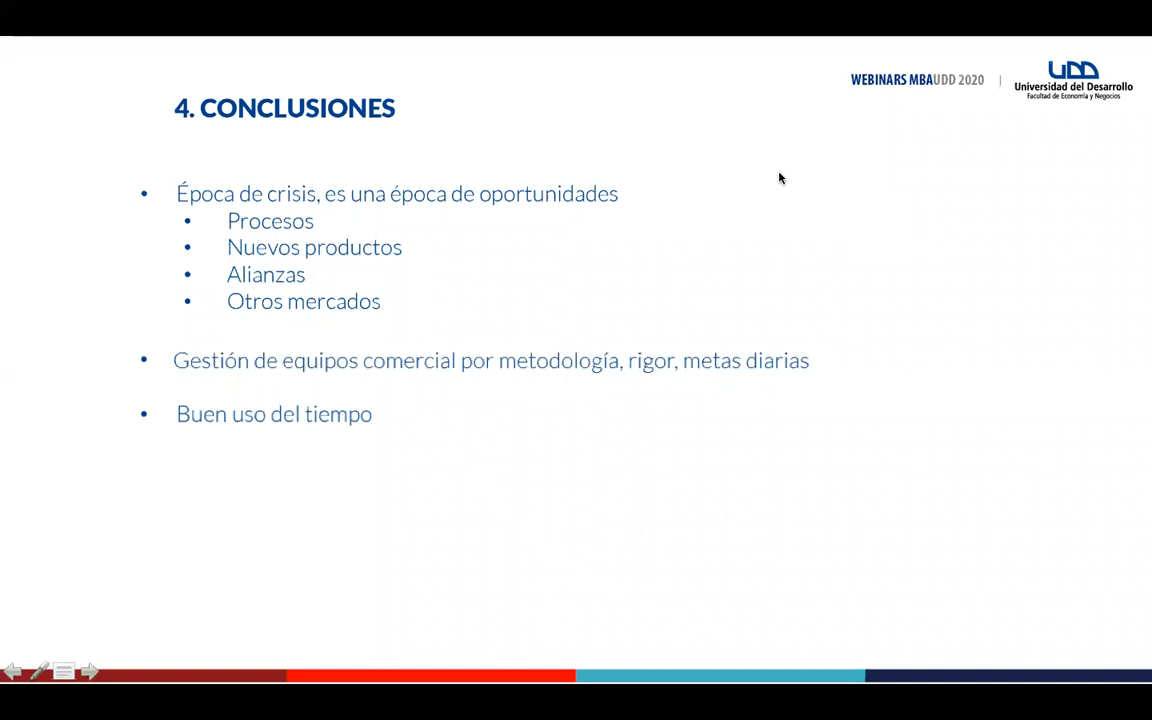 WEBINARS MBAUDD 2020 |
UDD
Universidad del Desarrollo
Facultad de Economía y Negocios
4. CONCLUSIONES
• Época de crisis, es una época de oportunidades
• Procesos
• Nuevos productos
• Alianzas
• Otros mercados
• Gestión de equipos comercial por metodología, rigor, metas diarias
• Buen uso del tiempo